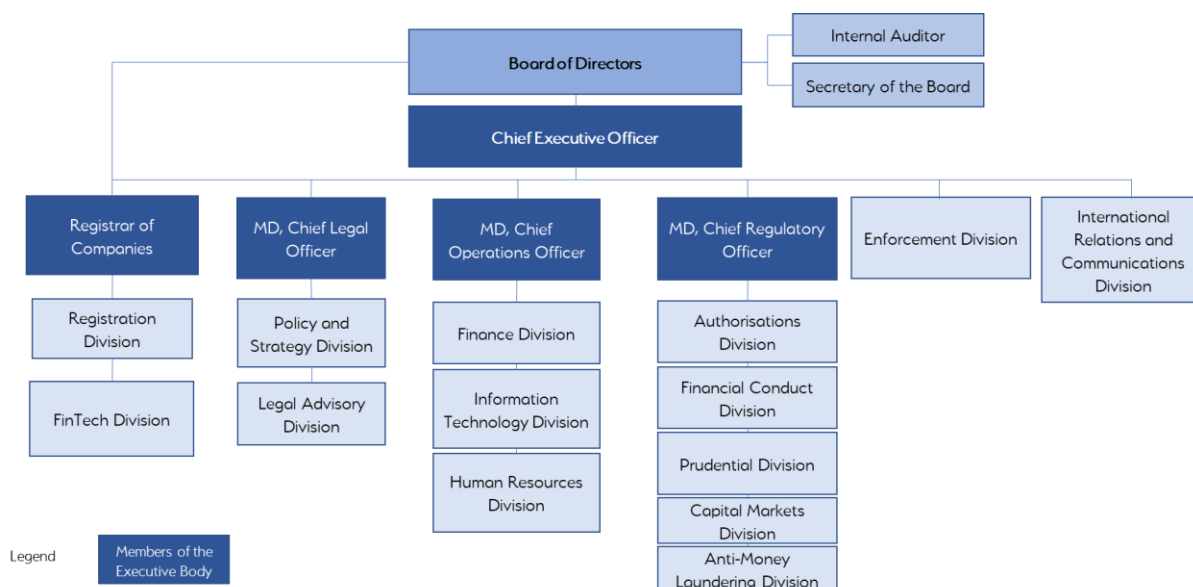 Internal Auditor
Board of Directors
Secretary of the Board
Chief Executive Officer
Registrar of
Companies
MD, Chief Legal
Officer
MD, Chief
Operations Officer
MD, Chief Regulatory
Officer
Enforcement Division
International
Relations and
Communications
Division
Registration
Division
FinTech Division
Policy and
Strategy Division
Legal Advisory
Division
Finance Division
Information
Technology Division
Human Resources
Division
Authorisations
Division
Financial Conduct
Division
Prudential Division
Capital Markets
Division
Anti-Money
Laundering Division
Legend
Members of the
Executive Body